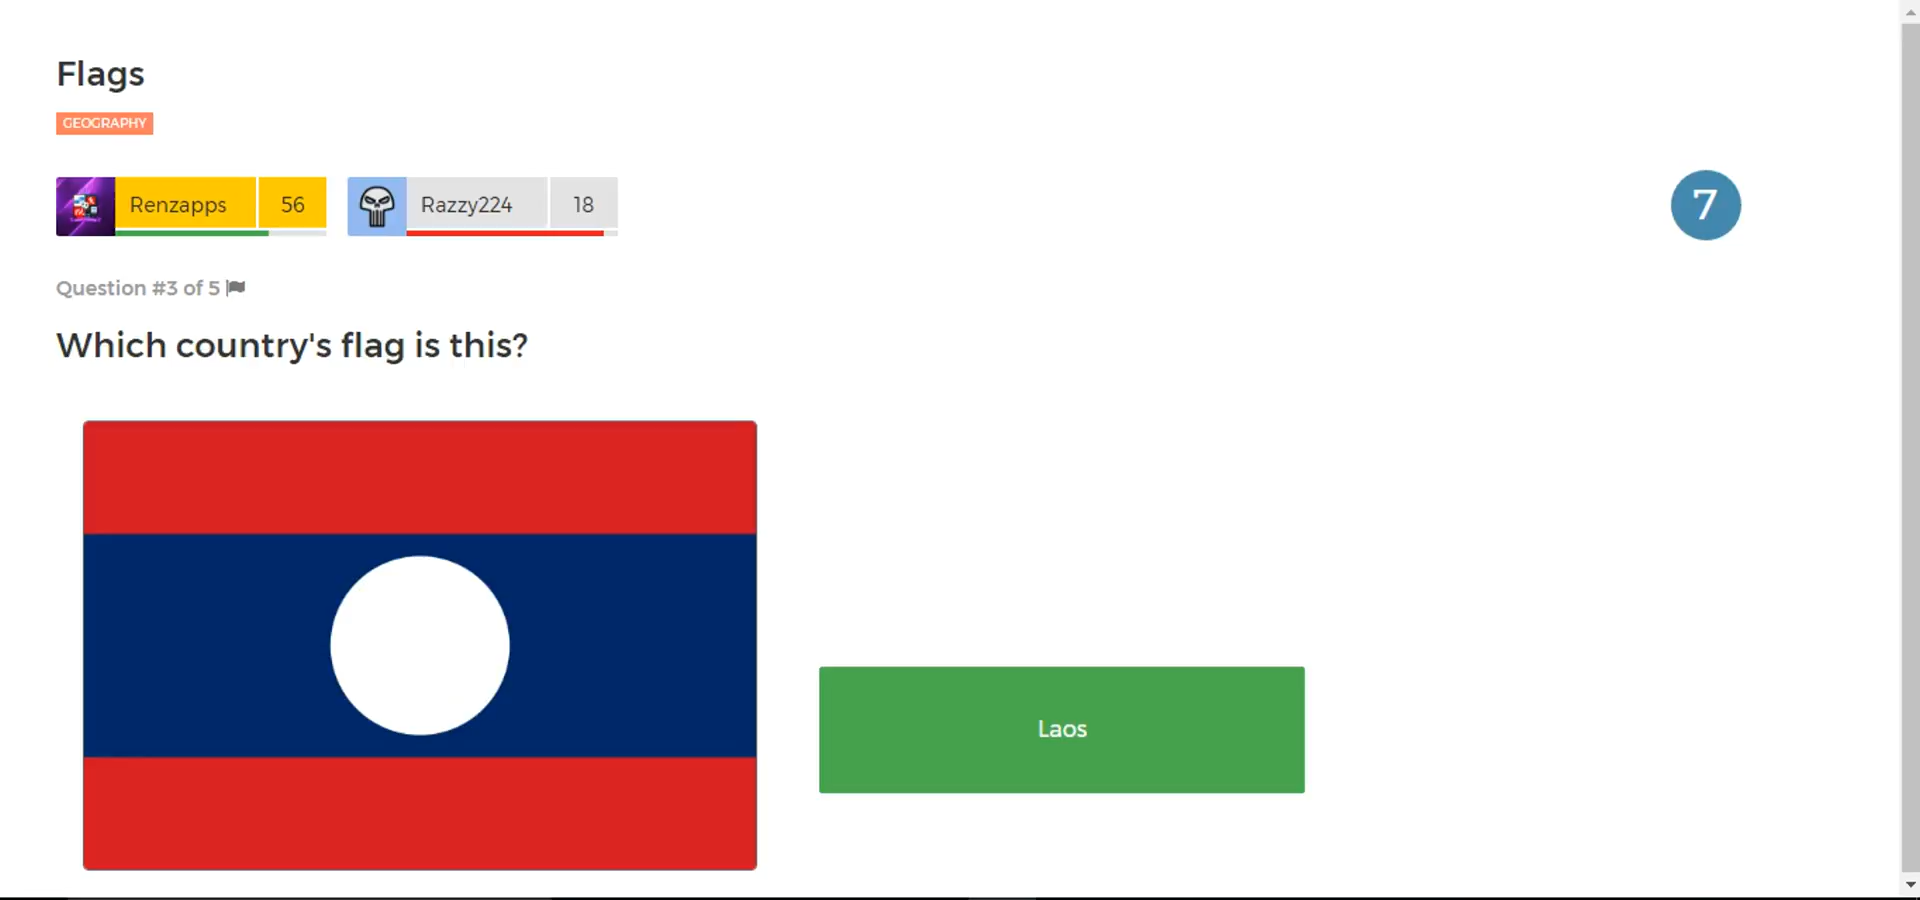 Flags
GEOGRAPHY
Renzapps 56 Razzy224 18
7
Question #3 of 5
Which country's flag is this?
Laos